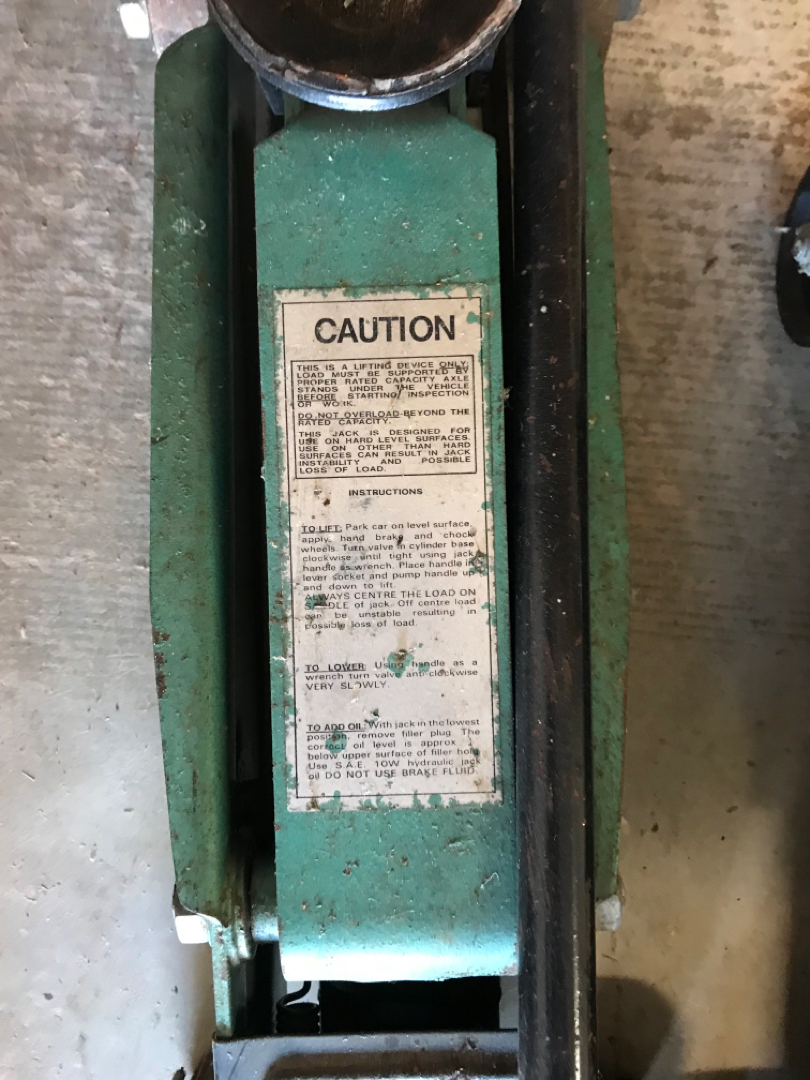 CAUTION
THIS IS A LIFTING DEVICE ONLY.
LOAD MUST BE SUPPORTED BY
PROPER RATED CAPACITY AXLE
STANDS UNDER THE VEHICLE
BEFORE STARTING INSPECTION
OR WORK.
DO NOT OVERLOAD BEYOND THE
RATED CAPACITY.
THIS JACK IS DESIGNED FOR
USE ON HARD LEVEL SURFACES.
USE ON OTHER THAN HARD
SURFACES CAN RESULT IN JACK
INSTABILITY AND POSSIBLE
LOSS OF LOAD.
INSTRUCTIONS
TO LIFT: Park car on level surface,
apply hand brake and chock
wheels. Turn valve in cylinder base
clockwise until tight using jack
handle as wrench. Place handle in
lever socket and pump handle up
and down to lift.
ALWAYS CENTRE THE LOAD ON
SADDLE of jack. Off centre load
can be unstable resulting in
possible loss of load.
TO LOWER: Using handle as a
wrench turn valve anti-clockwise
VERY SLOWLY.
TO ADD OIL: With jack in the lowest
position, remove filler plug. The
correct oil level is approx
below upper surface of filler hole
Use S.A.E. 10W hydraulic jack
oil DO NOT USE BRAKE FLUID.